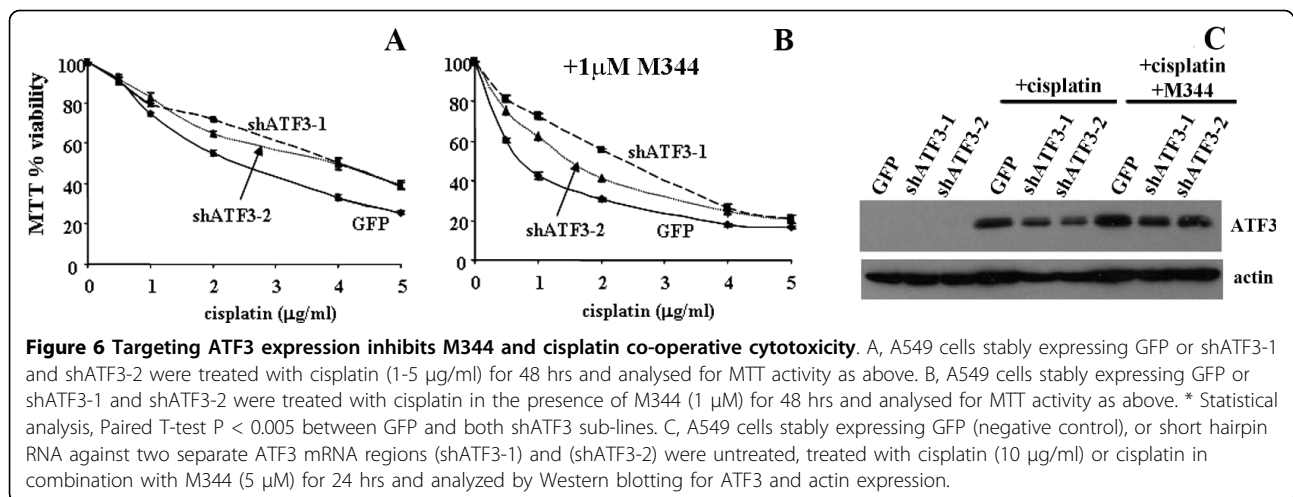 A
B
C
+1μM M344
MTT % viability
100
80
60
40
20
0
0 1 2 3 4 5
cisplatin (μg/ml)
shATF3-1
shATF3-2
GFP
100
80
60
40
20
0
0 1 2 3 4 5
cisplatin (μg/ml)
shATF3-1
shATF3-2
GFP
+cisplatin
+cisplatin
+M344
GFP
shATF3-1
shATF3-2
GFP
shATF3-1
shATF3-2
GFP
shATF3-1
shATF3-2
ATF3
actin
Figure 6 Targeting ATF3 expression inhibits M344 and cisplatin co-operative cytotoxicity. A, A549 cells stably expressing GFP or shATF3-1
and shATF3-2 were treated with cisplatin (1-5 μg/ml) for 48 hrs and analysed for MTT activity as above. B, A549 cells stably expressing GFP or
shATF3-1 and shATF3-2 were treated with cisplatin in the presence of M344 (1 μM) for 48 hrs and analysed for MTT activity as above. * Statistical
analysis, Paired T-test P < 0.005 between GFP and both shATF3 sub-lines. C, A549 cells stably expressing GFP (negative control), or short hairpin
RNA against two separate ATF3 mRNA regions (shATF3-1) and (shATF3-2) were untreated, treated with cisplatin (10 μg/ml) or cisplatin in
combination with M344 (5 μM) for 24 hrs and analyzed by Western blotting for ATF3 and actin expression.